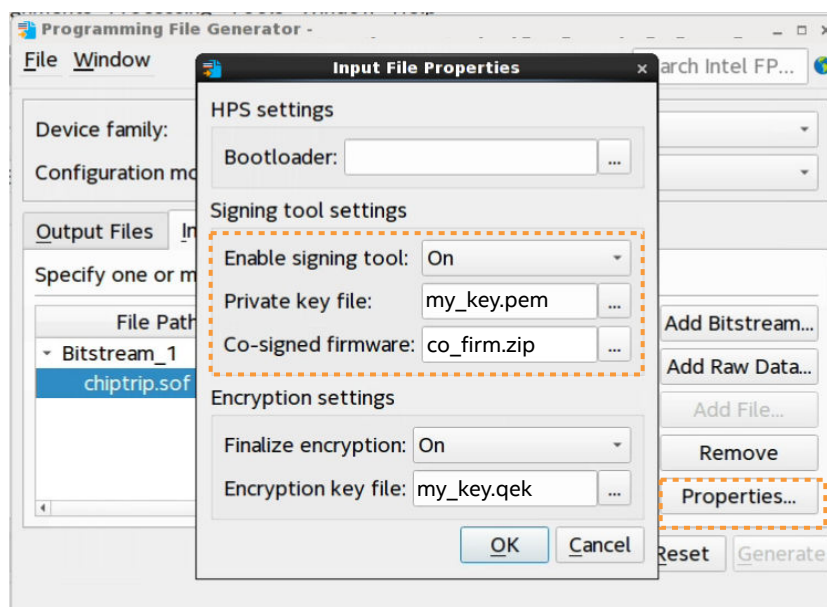 Programming File Generator -
File Window
arch Intel FP...
Input File Properties
HPS settings
Bootloader:
...
Device family:
Configuration mo
Signing tool settings
Output Files
In
Enable signing tool: On
Specify one or m
Private key file: my_key.pem ...
Co-signed firmware: co_firm.zip ...
File Path
Bitstream_1
chiptrip.sof
Encryption settings
Finalize encryption: On
Encryption key file: my_key.qek ...
OK Cancel
Add Bitstream...
Add Raw Data...
Add File...
Remove
Properties...
Reset Generate